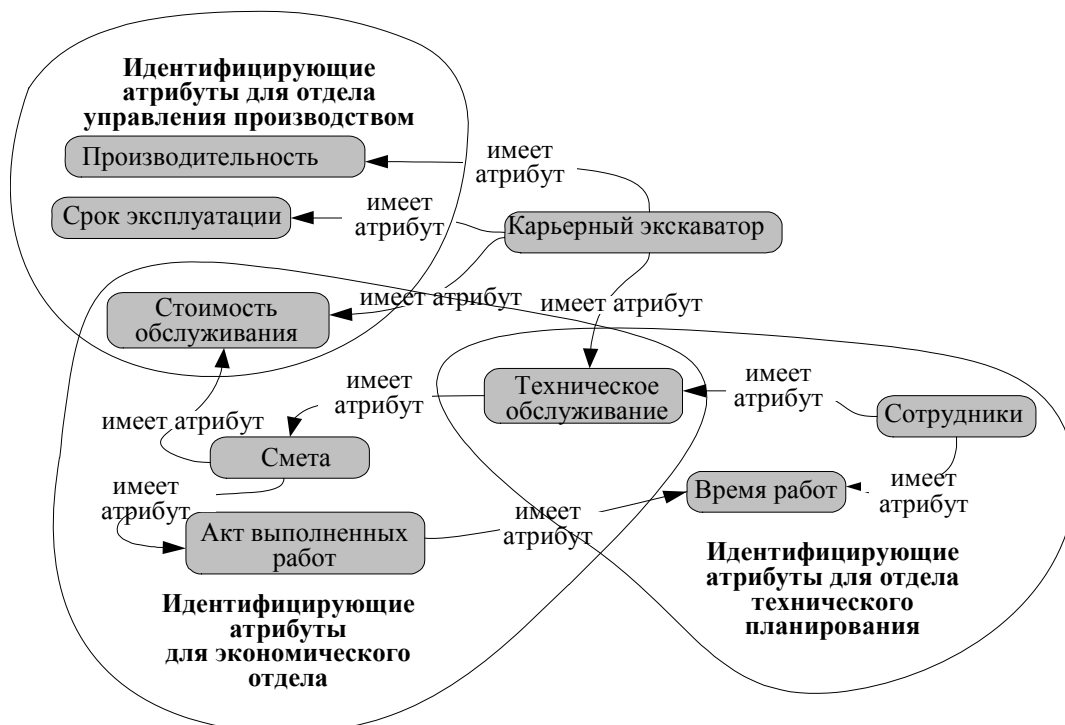 Идентифицирующие
атрибуты для отдела
управления производством
Производительность
имеет
атрибут
Срок эксплуатации
имеет
атрибут
Карьерный экскаватор
Стоимость
обслуживания
имеет атрибут
имеет атрибут
Техническое
обслуживание
имеет
атрибут
имеет
атрибут
Сотрудники
имеет атрибут
Смета
имеет
атрибут
Время работ
имеет
атрибут
Акт выполненных
работ
имеет
атрибут
Идентифицирующие
атрибуты для отдела
технического
планирования
Идентифицирующие
атрибуты
для экономического
отдела